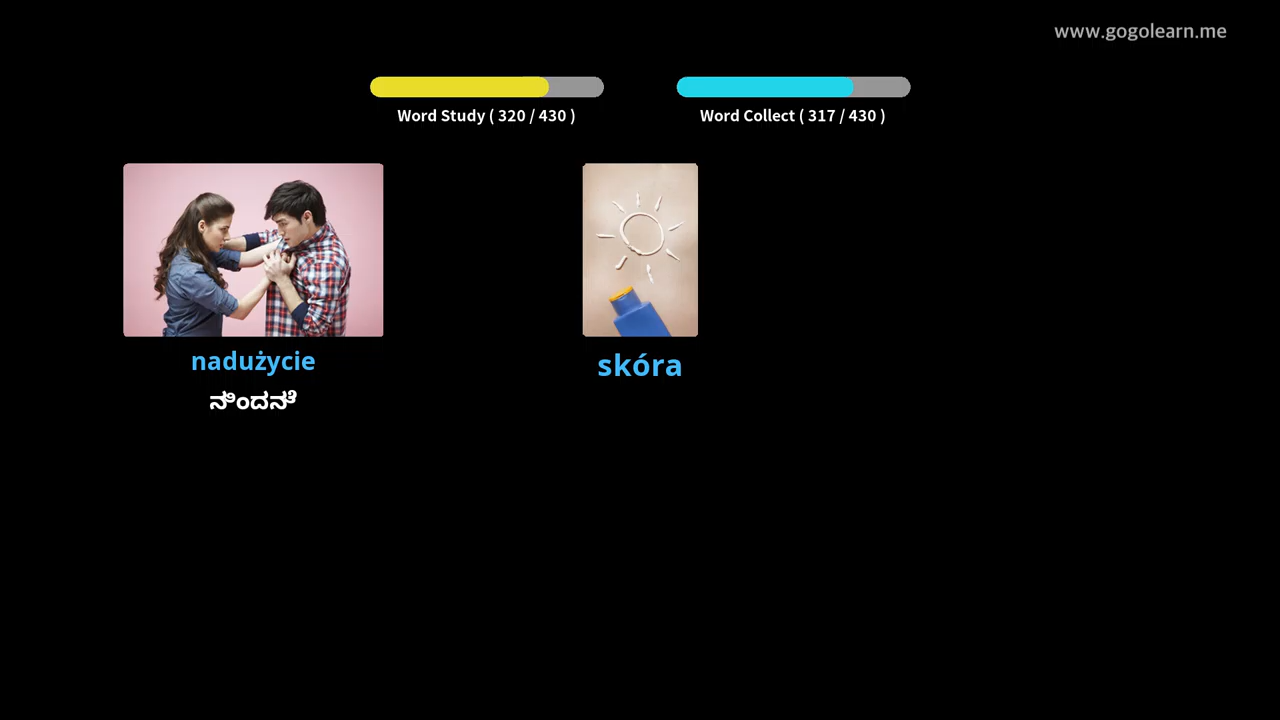 www.gogolearn.me
Word Study ( 320 / 430 )
Word Collect ( 317 / 430 )
nadużycie
skóra
ನಿಂದನೆ